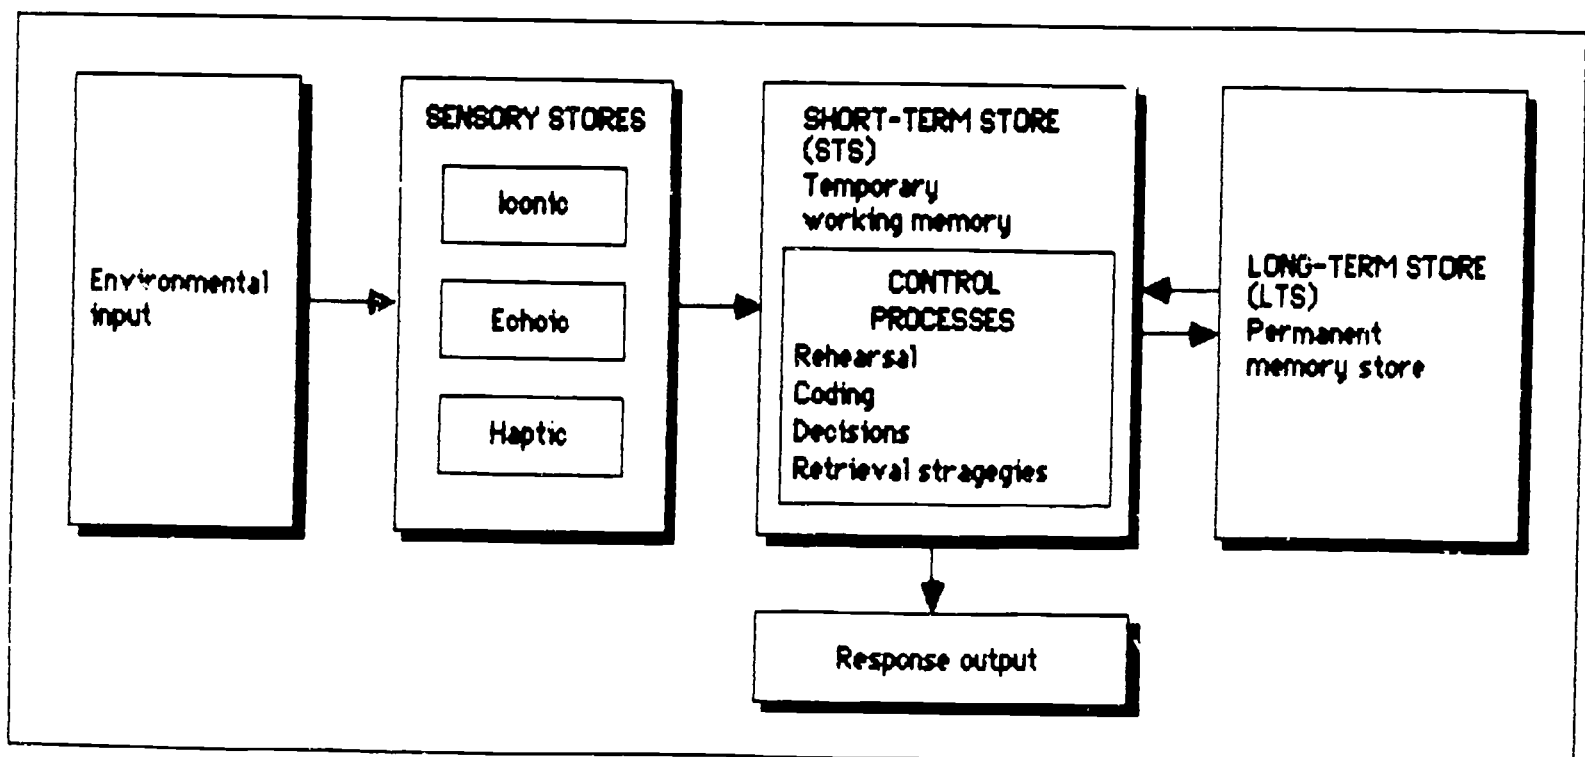 Environmental
input
SENSORY STORES
Iconic
Echoic
Haptic
SHORT-TERM STORE
(STS)
Temporary
working memory
CONTROL
PROCESSES
Rehearsal
Coding
Decisions
Retrieval stragegies
LONG-TERM STORE
(LTS)
Permanent
memory store
Response output